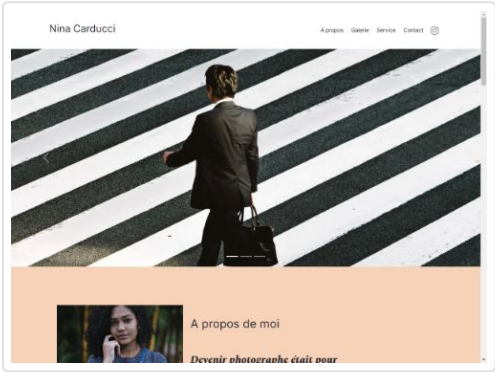 Nina Carducci
A propos Galerie Service Contact
A propos de moi
Devenir photographe était pour